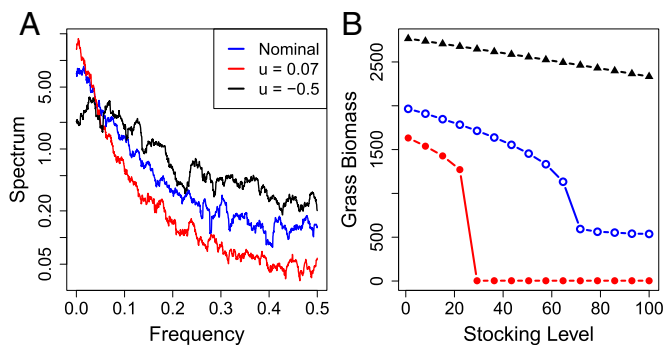 A
Nominal
u = 0.07
u = −0.5
Spectrum
5.00
1.00
0.20
0.05
0.0 0.1 0.2 0.3 0.4 0.5
Frequency
B
Grass Biomass
2500
1500
500
0
0 20 40 60 80 100
Stocking Level